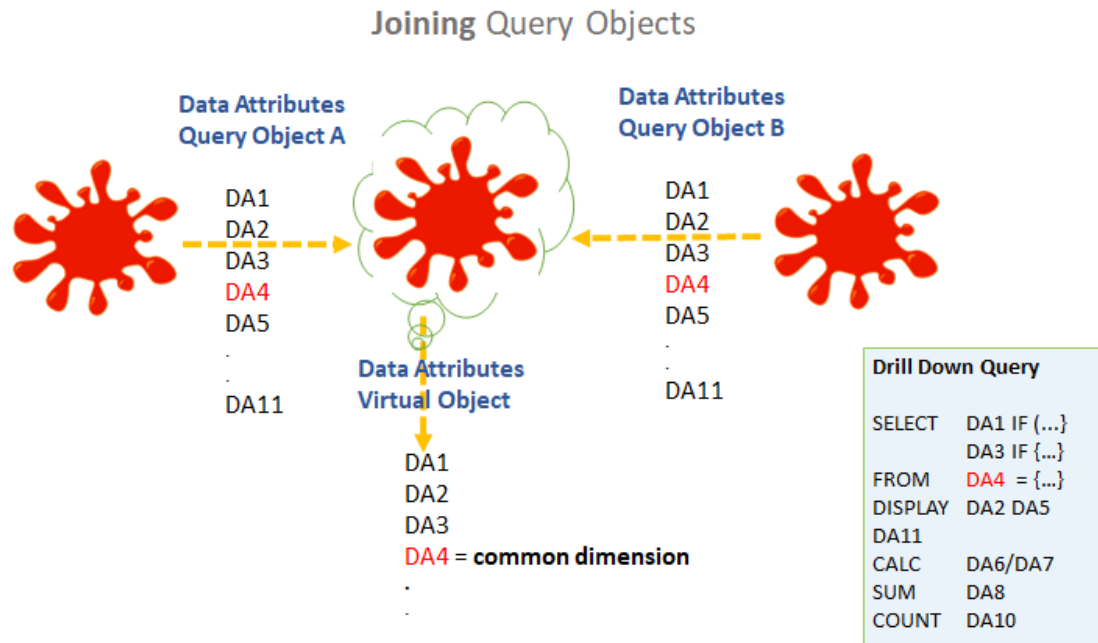 Joining Query Objects
Data Attributes
Query Object A
DA1
DA2
DA3
DA4
DA5
.
.
DA11
Data Attributes
Query Object B
DA1
DA2
DA3
DA4
DA5
.
.
DA11
Data Attributes
Virtual Object
DA1
DA2
DA3
DA4 = common dimension
.
.
Drill Down Query
SELECT DA1 IF (...}
DA3 IF {...}
FROM DA4 = {...}
DISPLAY DA2 DA5
DA11
CALC DA6/DA7
SUM DA8
COUNT DA10